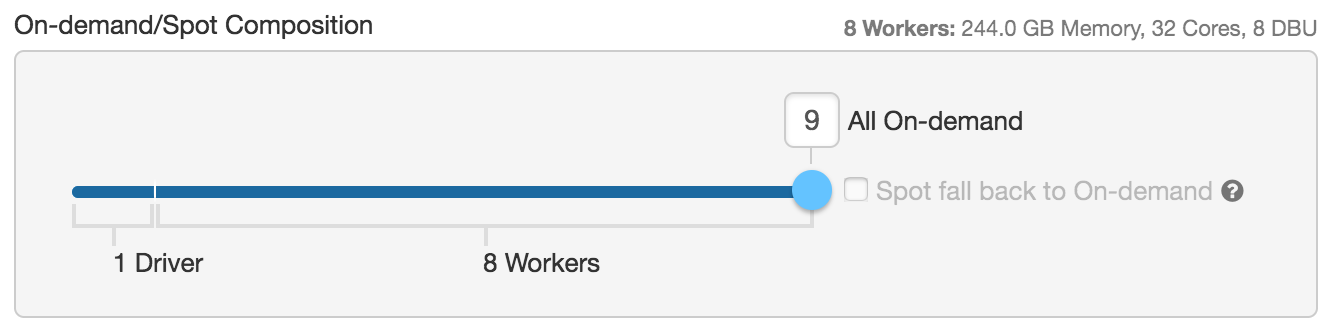 On-demand/Spot Composition
8 Workers: 244.0 GB Memory, 32 Cores, 8 DBU
9 All On-demand
Spot fall back to On-demand ?
1 Driver
8 Workers